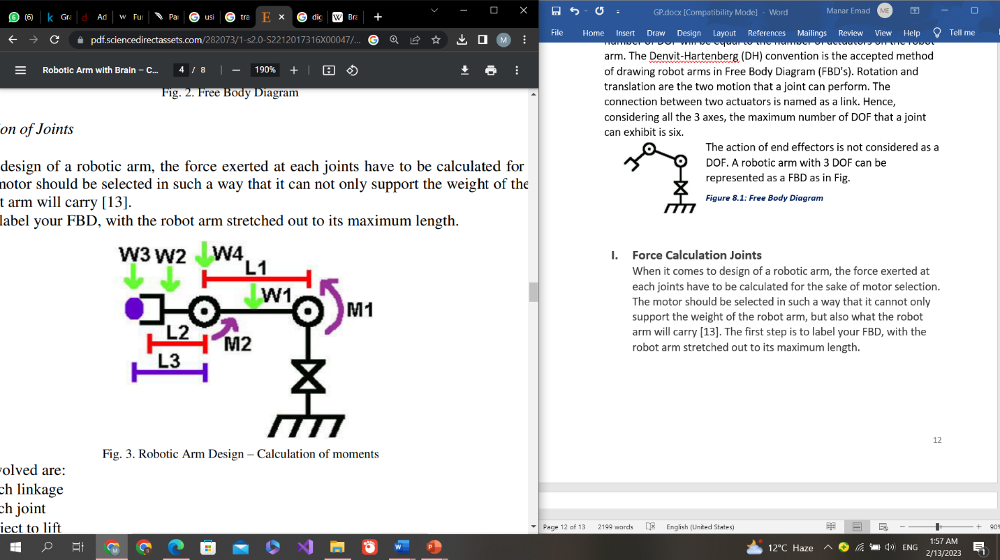 (6)
Gra
Ad
Fur
Pai
usi
tra
dig
Bra
pdf.sciencedirectassets.com/282073/1-s2.0-S2212017316X00047/...
M
Robotic Arm with Brain – C...
4 / 8
190%
Fig. 2. Free Body Diagram
on of Joints
design of a robotic arm, the force exerted at each joints have to be calculated for
motor should be selected in such a way that it can not only support the weight of the
t arm will carry [13].
label your FBD, with the robot arm stretched out to its maximum length.
W3 W2 W4
L1
W1
M1
L2
M2
L3
Fig. 3. Robotic Arm Design – Calculation of moments
volved are:
ch linkage
ch joint
ject to lift
GP.docx [Compatibility Mode] - Word
Manar Emad
ME
File Home Insert Draw Design Layout References Mailings Review View Help Tell me
number of DOF will be equal to the number of actuators on the robot
arm. The Denvit-Hartenberg (DH) convention is the accepted method
of drawing robot arms in Free Body Diagram (FBD's). Rotation and
translation are the two motion that a joint can perform. The
connection between two actuators is named as a link. Hence,
considering all the 3 axes, the maximum number of DOF that a joint
can exhibit is six.
The action of end effectors is not considered as a
DOF. A robotic arm with 3 DOF can be
represented as a FBD as in Fig.
Figure 8.1: Free Body Diagram
I. Force Calculation Joints
When it comes to design of a robotic arm, the force exerted at
each joints have to be calculated for the sake of motor selection.
The motor should be selected in such a way that it cannot only
support the weight of the robot arm, but also what the robot
arm will carry [13]. The first step is to label your FBD, with the
robot arm stretched out to its maximum length.
12
Page 12 of 13 2199 words English (United States)
90%
12°C Haze
ENG
1:57 AM
2/13/2023
1